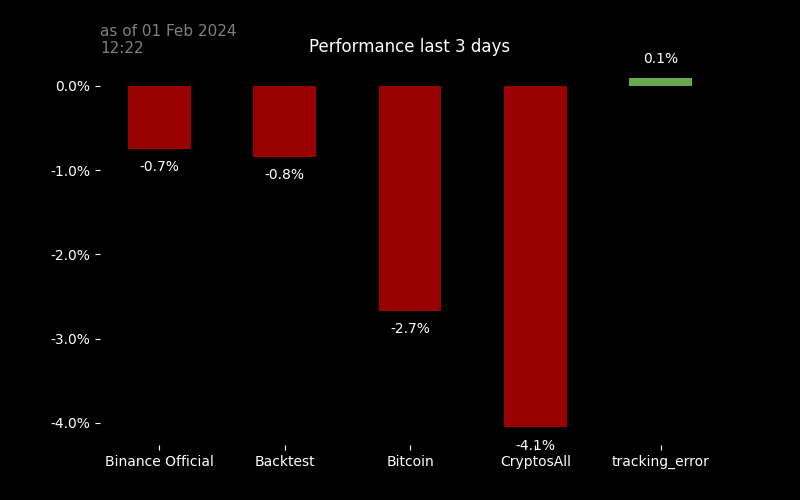 as of 01 Feb 2024
12:22
Performance last 3 days
0.1%
0.0%
-0.7%
-0.8%
-1.0%
-2.0%
-2.7%
-3.0%
-4.0%
-4.1%
Binance Official
Backtest
Bitcoin
CryptosAll
tracking_error